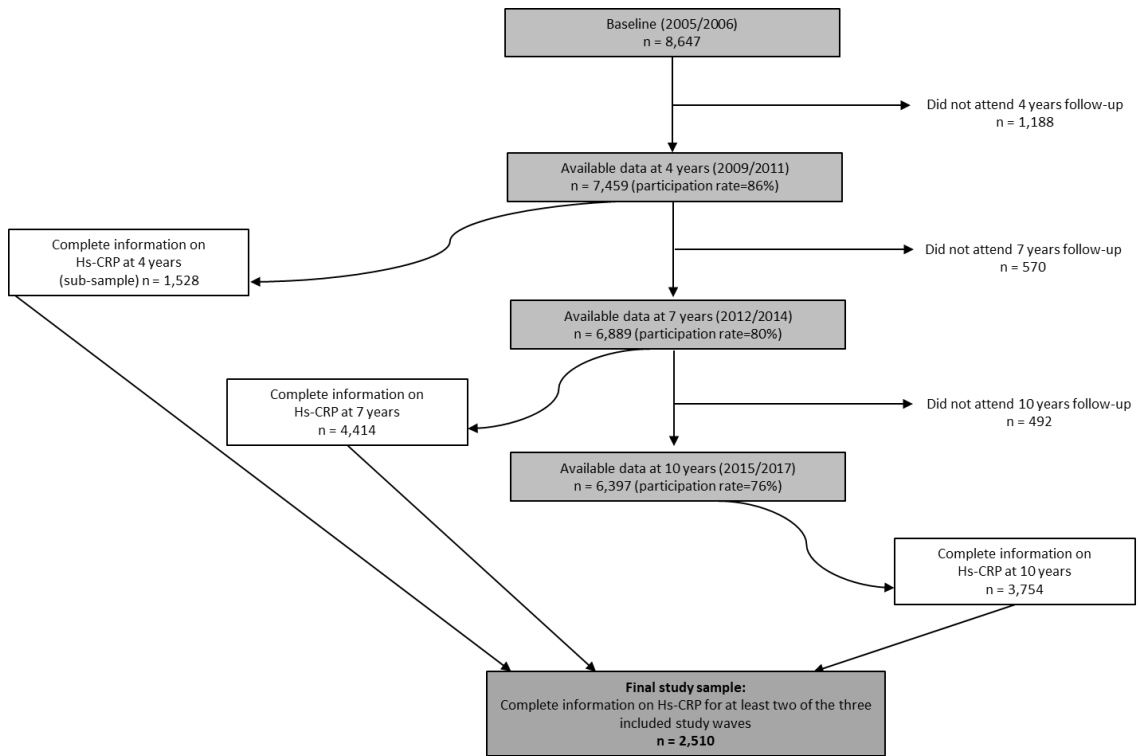 Baseline (2005/2006)
n = 8,647
Did not attend 4 years follow-up
n = 1,188
Available data at 4 years (2009/2011)
n = 7,459 (participation rate=86%)
Complete information on
Hs-CRP at 4 years
(sub-sample) n = 1,528
Did not attend 7 years follow-up
n = 570
Available data at 7 years (2012/2014)
n = 6,889 (participation rate=80%)
Complete information on
Hs-CRP at 7 years
n = 4,414
Did not attend 10 years follow-up
n = 492
Available data at 10 years (2015/2017)
n = 6,397 (participation rate=76%)
Complete information on
Hs-CRP at 10 years
n = 3,754
Final study sample:
Complete information on Hs-CRP for at least two of the three
included study waves
n = 2,510